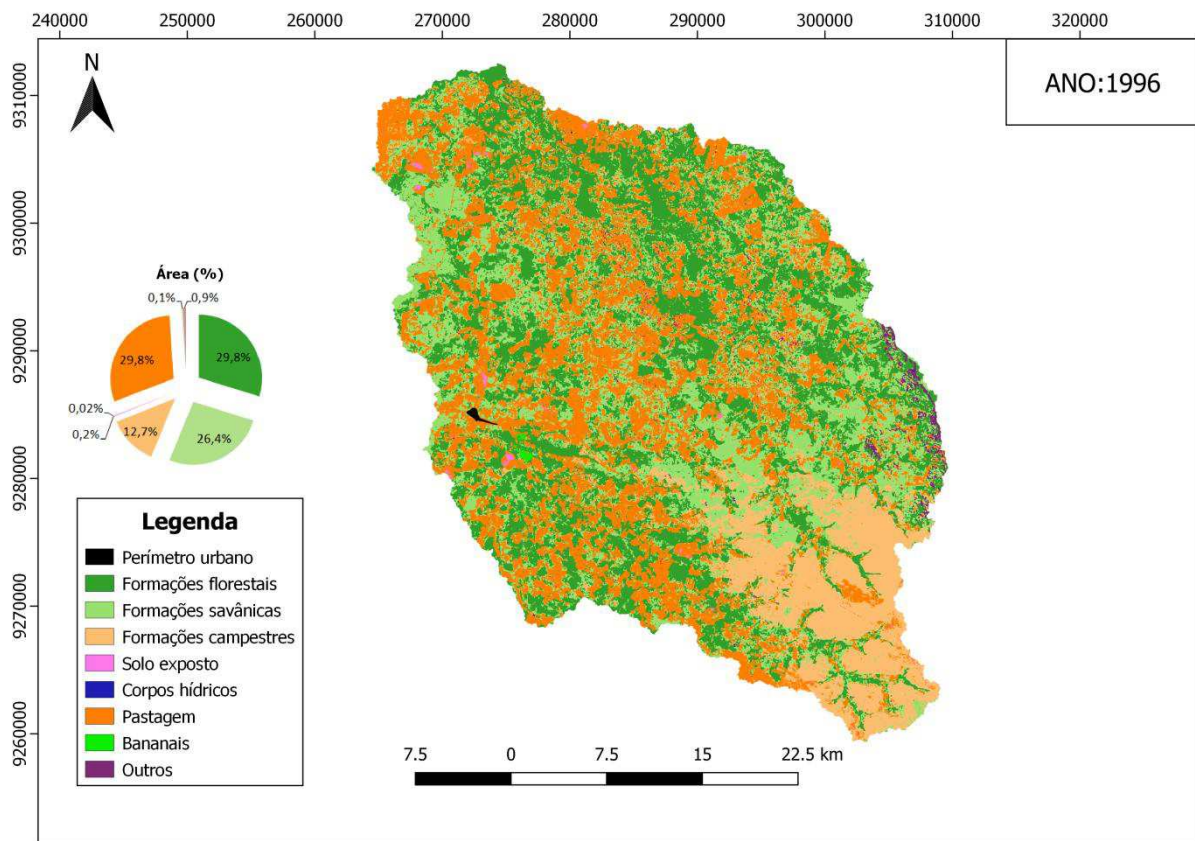 240000 250000 260000 270000 280000 290000 300000 310000 320000
N
ANO:1996
9310000
9300000
9290000
9280000
9270000
9260000
Área (%)
0,1% 0,9%
29,8% 29,8%
0,02%
0,2% 12,7% 26,4%
Legenda
Perímetro urbano
Formações florestais
Formações savânicas
Formações campestres
Solo exposto
Corpos hídricos
Pastagem
Bananais
Outros
7.5 0 7.5 15 22.5 km